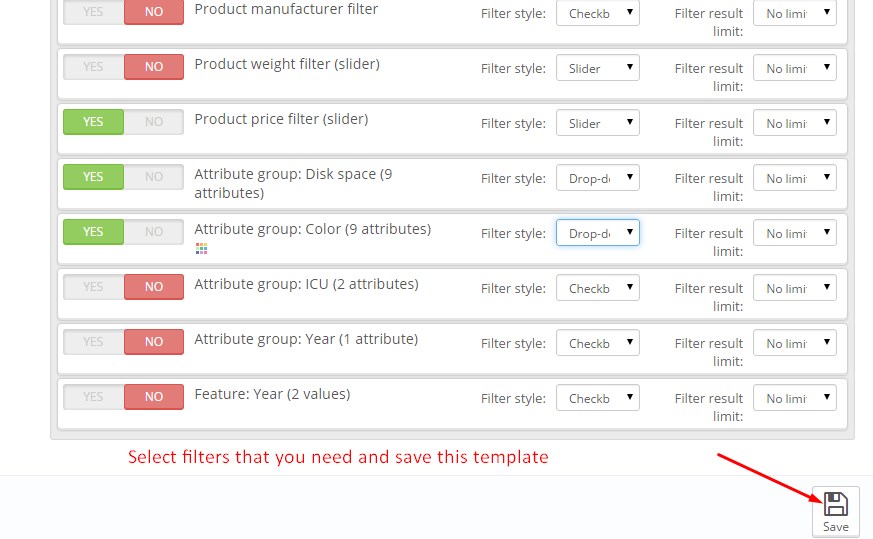 YES NO Product manufacturer filter Filter style: Checkb Filter result limit: No limi
YES NO Product weight filter (slider) Filter style: Slider Filter result limit: No limi
YES NO Product price filter (slider) Filter style: Slider Filter result limit: No limi
YES NO Attribute group: Disk space (9 attributes) Filter style: Drop-d Filter result limit: No limi
YES NO Attribute group: Color (9 attributes) Filter style: Drop-d Filter result limit: No limi
YES NO Attribute group: ICU (2 attributes) Filter style: Checkb Filter result limit: No limi
YES NO Attribute group: Year (1 attribute) Filter style: Checkb Filter result limit: No limi
YES NO Feature: Year (2 values) Filter style: Checkb Filter result limit: No limi
Select filters that you need and save this template
Save